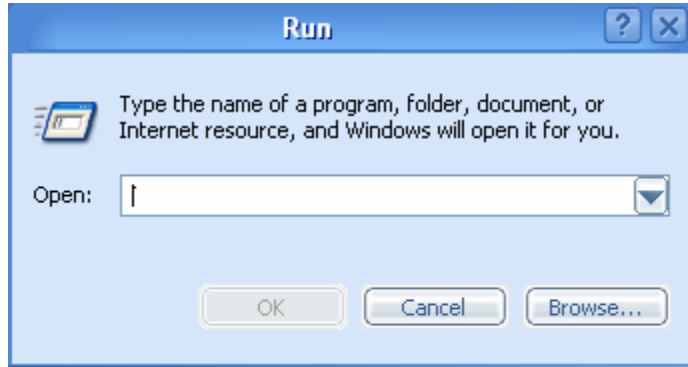 Run
Type the name of a program, folder, document, or
Internet resource, and Windows will open it for you.
Open:
OK
Cancel
Browse...